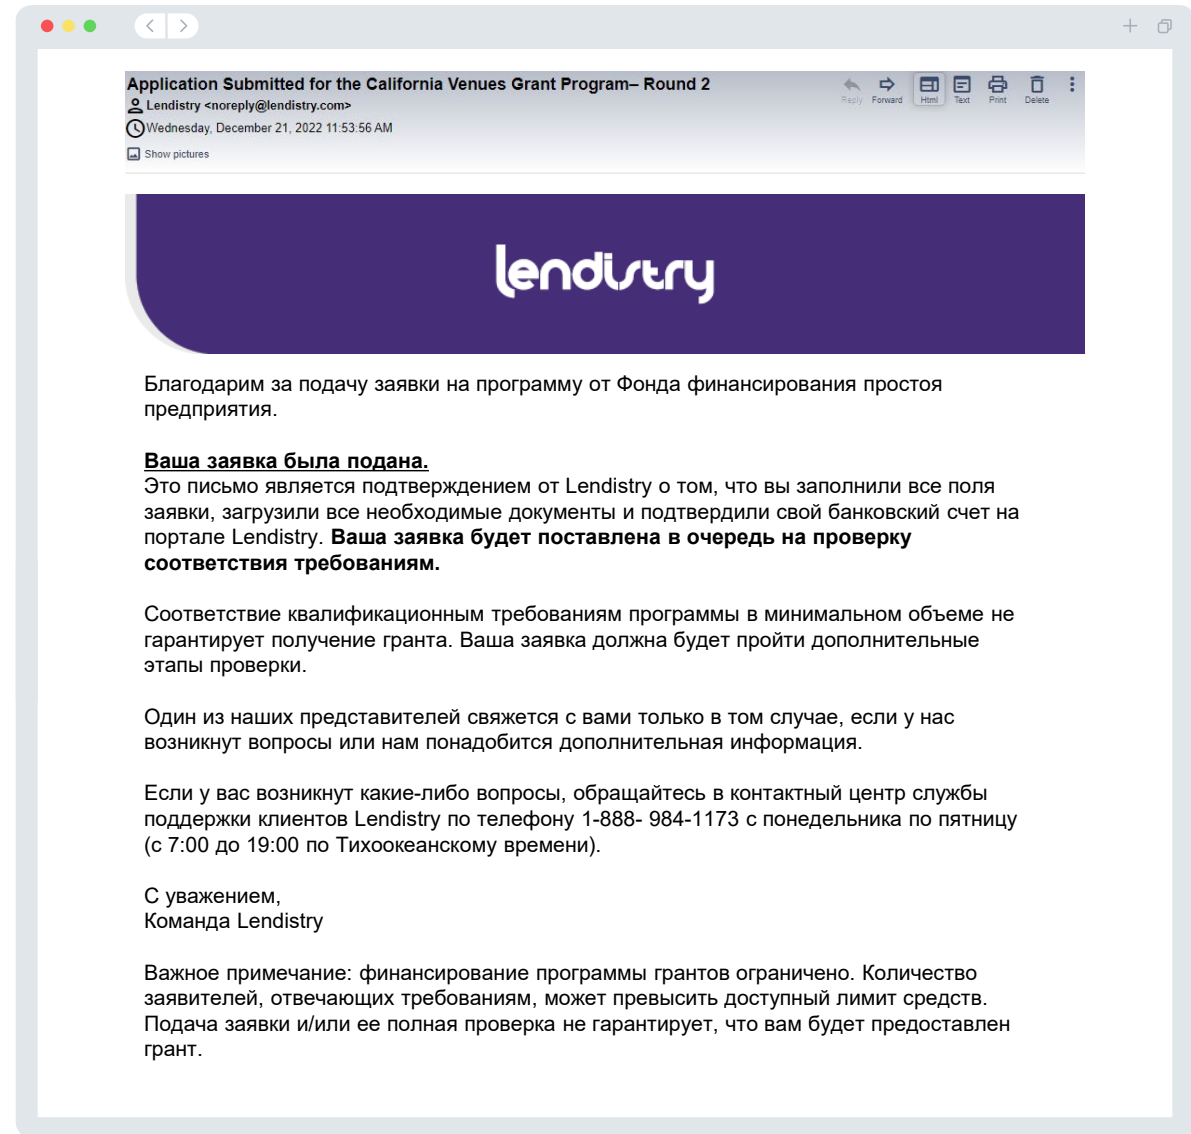 Application Submitted for the California Venues Grant Program– Round 2
Lendistry <noreply@lendistry.com>
Wednesday, December 21, 2022 11:53:56 AM
Show pictures
Reply Forward Html Text Print Delete
lendistry
Благодарим за подачу заявки на программу от Фонда финансирования простоя
предприятия.
Ваша заявка была подана.
Это письмо является подтверждением от Lendistry о том, что вы заполнили все поля
заявки, загрузили все необходимые документы и подтвердили свой банковский счет на
портале Lendistry. Ваша заявка будет поставлена в очередь на проверку
соответствия требованиям.
Соответствие квалификационным требованиям программы в минимальном объеме не
гарантирует получение гранта. Ваша заявка должна будет пройти дополнительные
этапы проверки.
Один из наших представителей свяжется с вами только в том случае, если у нас
возникнут вопросы или нам понадобится дополнительная информация.
Если у вас возникнут какие-либо вопросы, обращайтесь в контактный центр службы
поддержки клиентов Lendistry по телефону 1-888- 984-1173 с понедельника по пятницу
(с 7:00 до 19:00 по Тихоокеанскому времени).
С уважением,
Команда Lendistry
Важное примечание: финансирование программы грантов ограничено. Количество
заявителей, отвечающих требованиям, может превысить доступный лимит средств.
Подача заявки и/или ее полная проверка не гарантирует, что вам будет предоставлен
грант.